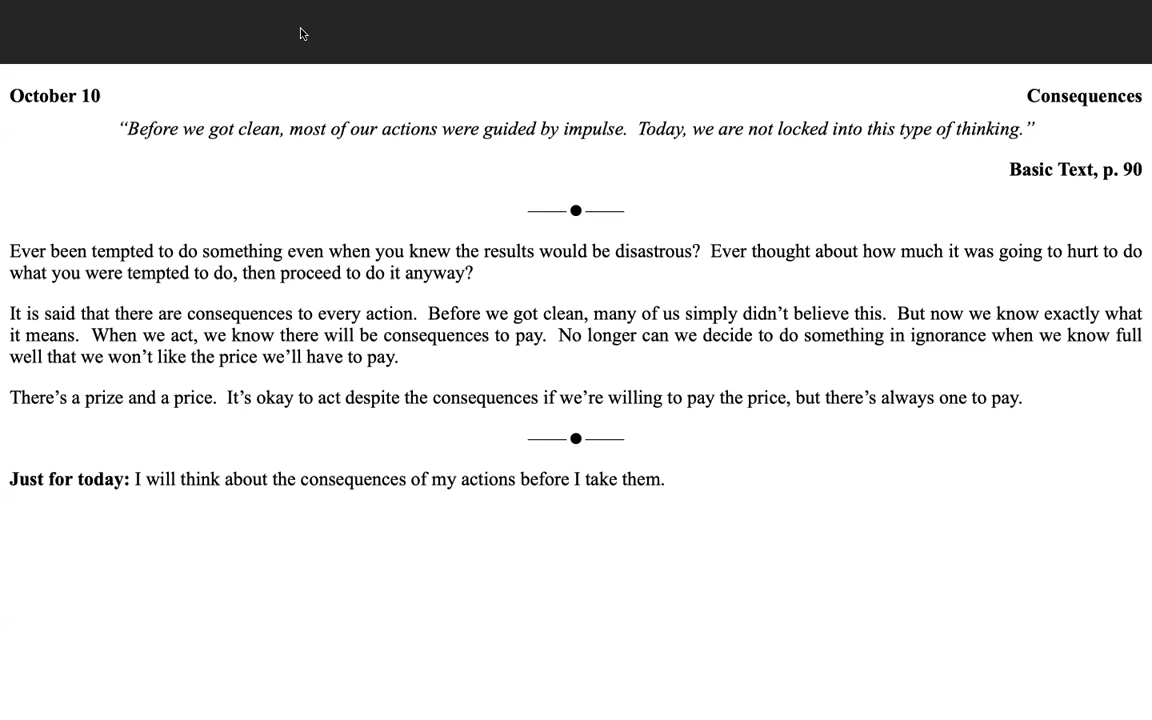 October 10 Consequences
“Before we got clean, most of our actions were guided by impulse.  Today, we are not locked into this type of thinking.”
Basic Text, p. 90
Ever been tempted to do something even when you knew the results would be disastrous?  Ever thought about how much it was going to hurt to do
what you were tempted to do, then proceed to do it anyway?
It is said that there are consequences to every action.  Before we got clean, many of us simply didn’t believe this.  But now we know exactly what
it means.  When we act, we know there will be consequences to pay.  No longer can we decide to do something in ignorance when we know full
well that we won’t like the price we’ll have to pay.
There’s a prize and a price.  It’s okay to act despite the consequences if we’re willing to pay the price, but there’s always one to pay.
Just for today: I will think about the consequences of my actions before I take them.